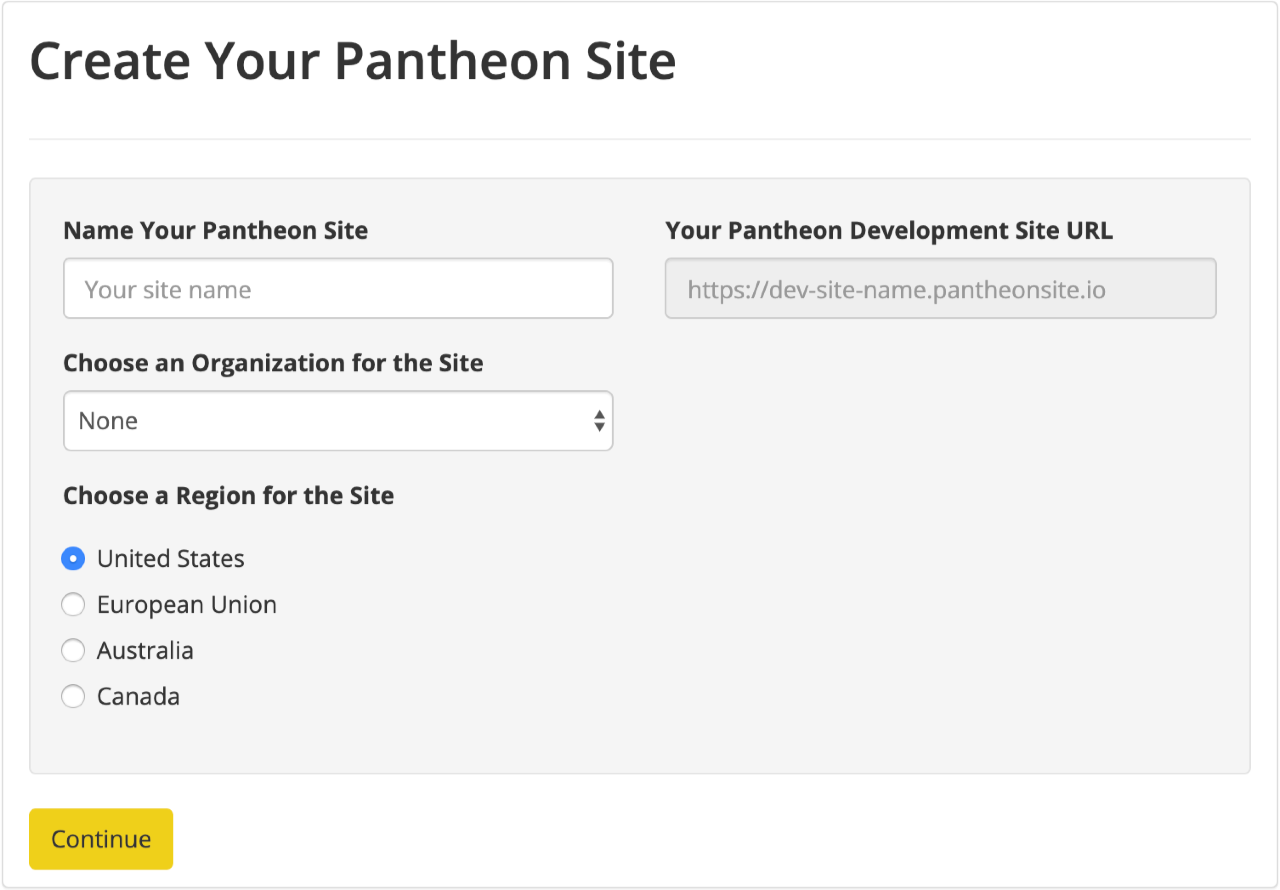 Create Your Pantheon Site
Name Your Pantheon Site
Your site name
Your Pantheon Development Site URL
https://dev-site-name.pantheonsite.io
Choose an Organization for the Site
None
Choose a Region for the Site
United States
European Union
Australia
Canada
Continue